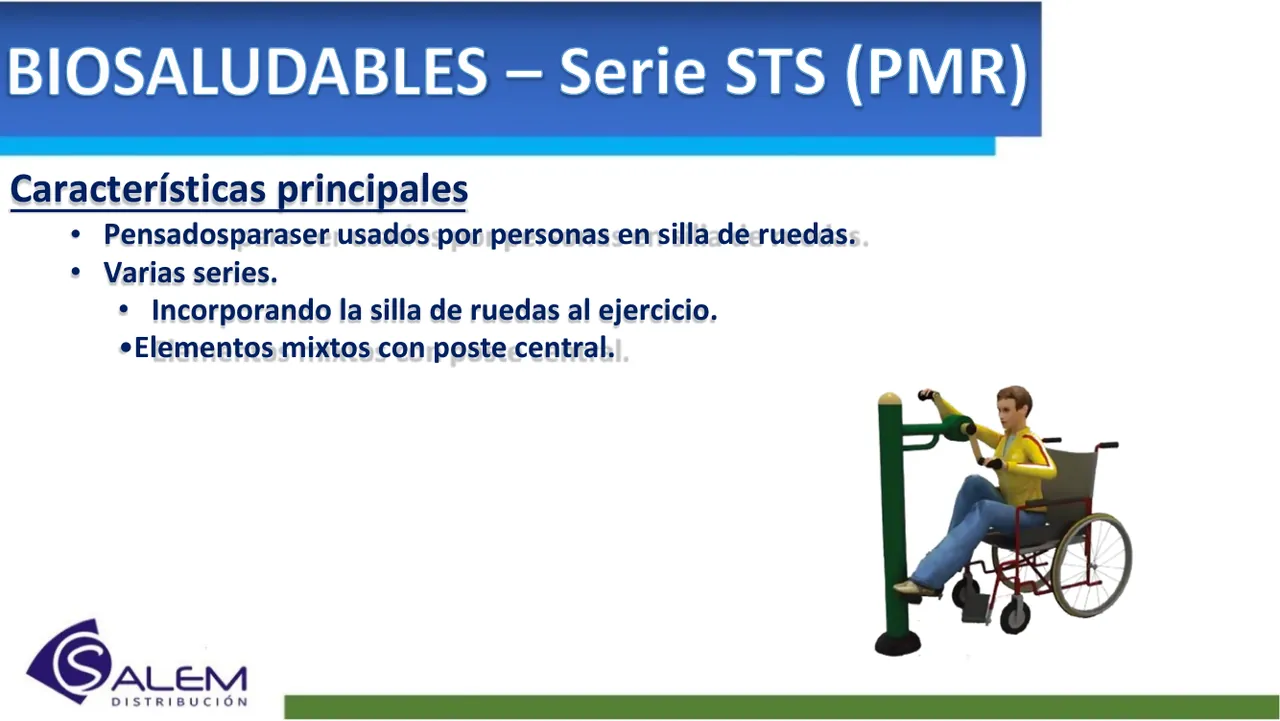 BIOSALUDABLES – Serie STS (PMR)
Características principales
• Pensadosparaser usados por personas en silla de ruedas.
• Varias series.
• Incorporando la silla de ruedas al ejercicio.
•Elementos mixtos con poste central.
SALEM
DISTRIBUCIÓN